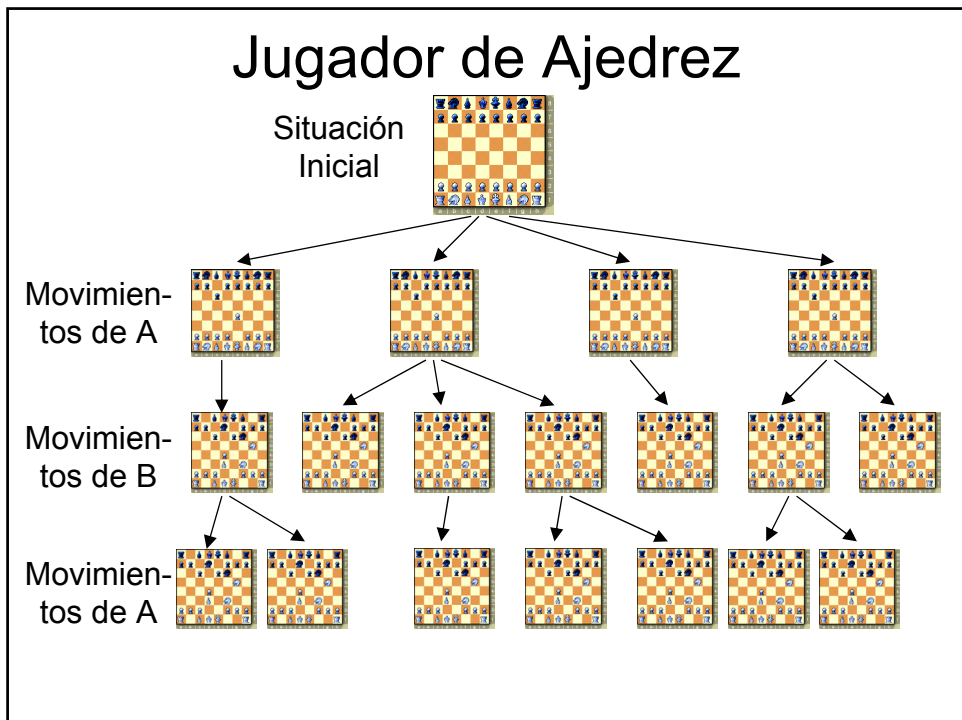 Jugador de Ajedrez
Situación
Inicial
Movimien-
tos de A
Movimien-
tos de B
Movimien-
tos de A